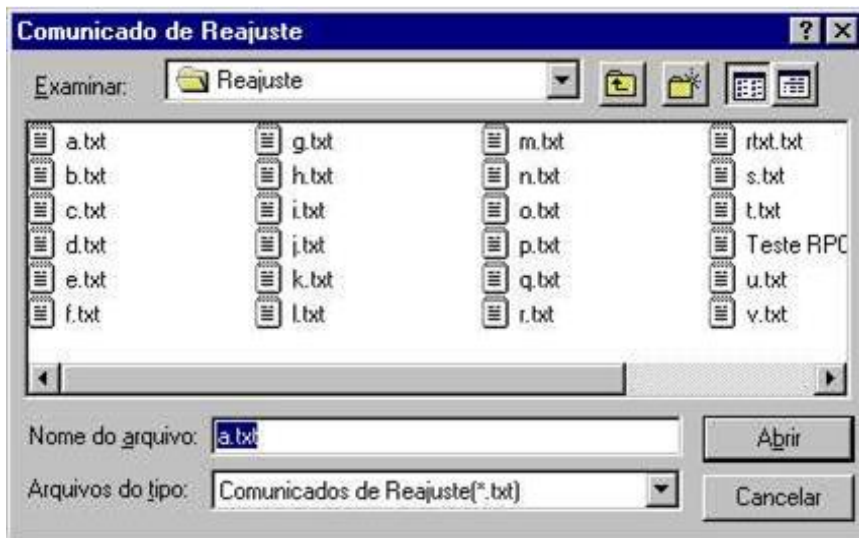 Comunicado de Reajuste
Examinar: Reajuste
a.txt g.txt m.txt rtxt.txt
b.txt h.txt n.txt s.txt
c.txt i.txt o.txt t.txt
d.txt j.txt p.txt Teste RPC
e.txt k.txt q.txt u.txt
f.txt l.txt r.txt v.txt
Nome do arquivo: a.txt Abrir
Arquivos do tipo: Comunicados de Reajuste(*.txt) Cancelar